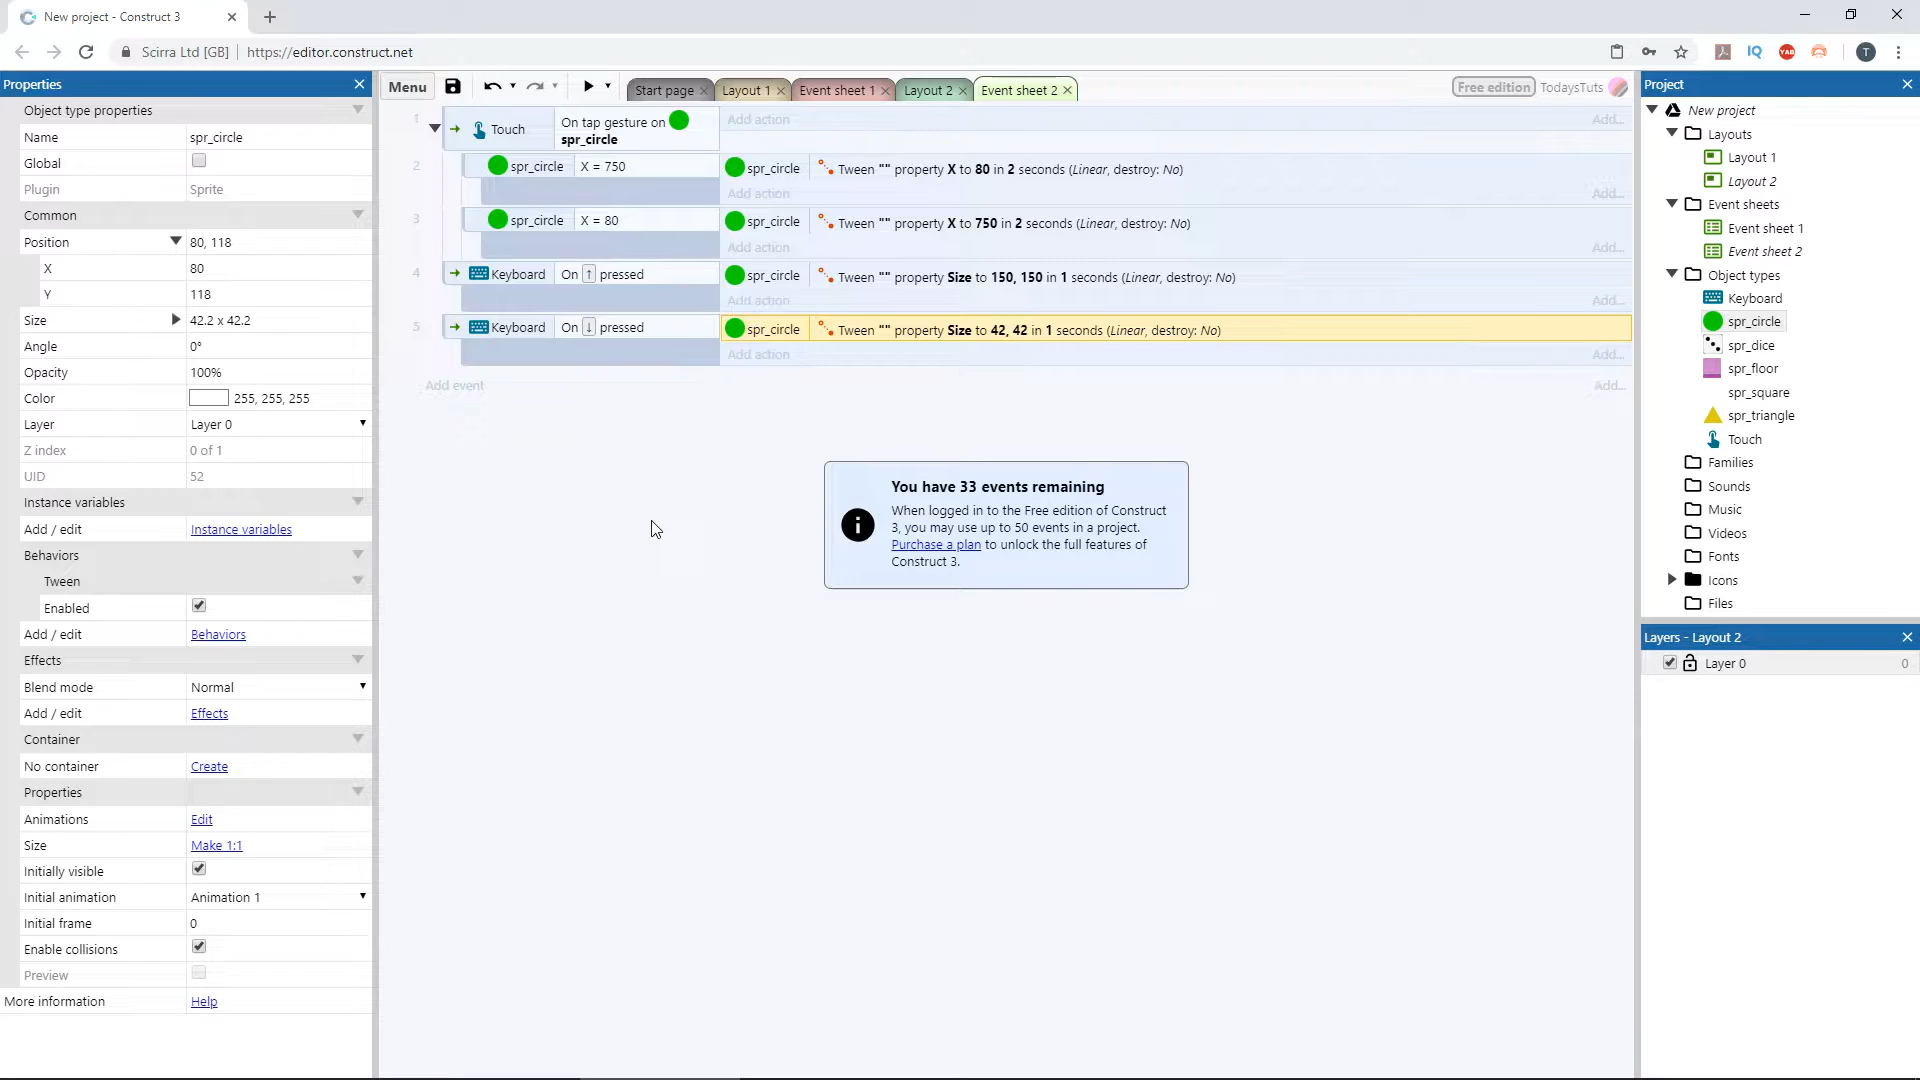 New project - Construct 3
Scirra Ltd [GB] | https://editor.construct.net
IQ
YAB
T
Properties
Object type properties
Name spr_circle
Global
Plugin Sprite
Common
Position 80, 118
X 80
Y 118
Size 42.2 x 42.2
Angle 0°
Opacity 100%
Color 255, 255, 255
Layer Layer 0
Z index 0 of 1
UID 52
Instance variables
Add / edit Instance variables
Behaviors
Tween
Enabled
Add / edit Behaviors
Effects
Blend mode Normal
Add / edit Effects
Container
No container Create
Properties
Animations Edit
Size Make 1:1
Initially visible
Initial animation Animation 1
Initial frame 0
Enable collisions
Preview
More information Help
Menu
Start page Layout 1 Event sheet 1 Layout 2 Event sheet 2
Free edition TodaysTuts
1 Touch On tap gesture on spr_circle Add action Add...
2 spr_circle X = 750 spr_circle Tween "" property X to 80 in 2 seconds (Linear, destroy: No)
Add action Add...
3 spr_circle X = 80 spr_circle Tween "" property X to 750 in 2 seconds (Linear, destroy: No)
Add action Add...
4 Keyboard On ↑ pressed spr_circle Tween "" property Size to 150, 150 in 1 seconds (Linear, destroy: No)
Add action Add...
5 Keyboard On ↓ pressed spr_circle Tween "" property Size to 42, 42 in 1 seconds (Linear, destroy: No)
Add action Add...
Add event Add...
You have 33 events remaining
When logged in to the Free edition of Construct
3, you may use up to 50 events in a project.
Purchase a plan to unlock the full features of
Construct 3.
Project
New project
Layouts
Layout 1
Layout 2
Event sheets
Event sheet 1
Event sheet 2
Object types
Keyboard
spr_circle
spr_dice
spr_floor
spr_square
spr_triangle
Touch
Families
Sounds
Music
Videos
Fonts
Icons
Files
Layers - Layout 2
Layer 0 0